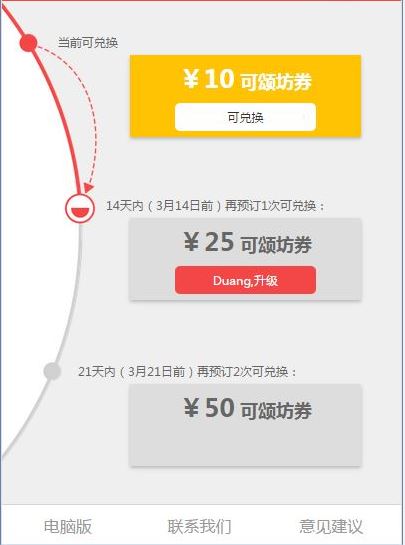 当前可兑换
￥10 可颂坊券
可兑换
14天内（3月14日前）再预订1次可兑换：
￥25 可颂坊券
Duang,升级
21天内（3月21日前）再预订2次可兑换：
￥50 可颂坊券
电脑版 联系我们 意见建议